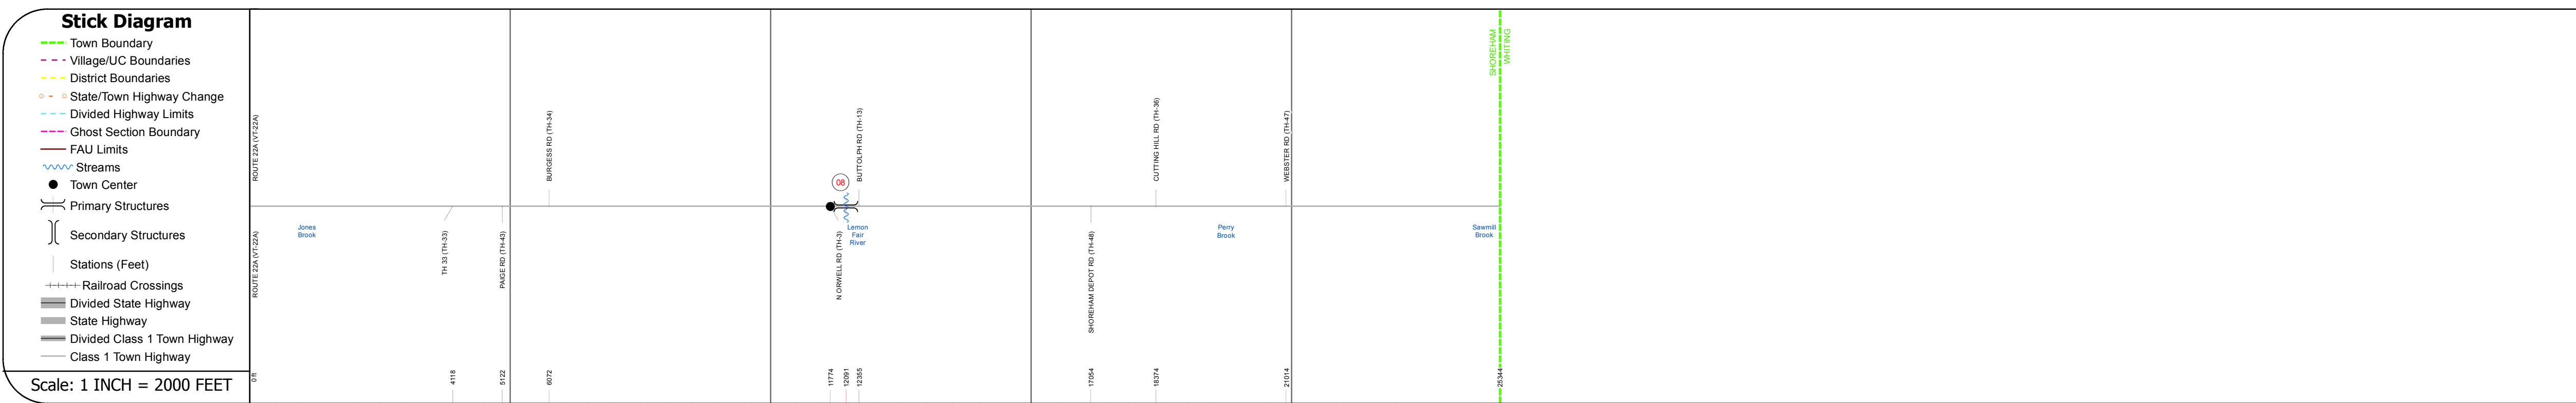 Stick Diagram
Town Boundary
Village/UC Boundaries
District Boundaries
State/Town Highway Change
Divided Highway Limits
Ghost Section Boundary
FAU Limits
Streams
Town Center
Primary Structures
Secondary Structures
Stations (Feet)
Railroad Crossings
Divided State Highway
State Highway
Divided Class 1 Town Highway
Class 1 Town Highway
Scale: 1 INCH = 2000 FEET
ROUTE 22A (VT-22A)
ROUTE 22A (VT-22A)
0 ft
Jones
Brook
TH 33 (TH-33)
4118
PAIGE RD (TH-43)
5122
BURGESS RD (TH-34)
6072
08
N ORWELL RD (TH-3)
11774
Lemon
Fair
River
12091
BUTTOLPH RD (TH-13)
12355
SHOREHAM DEPOT RD (TH-48)
17054
CUTTING HILL RD (TH-36)
18374
Perry
Brook
WEBSTER RD (TH-47)
21014
Sawmill
Brook
SHOREHAM
WHITING
25344